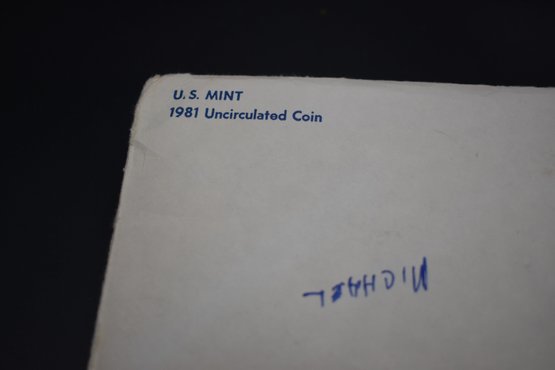 U.S. MINT
1981 Uncirculated Coin
MICHAEL